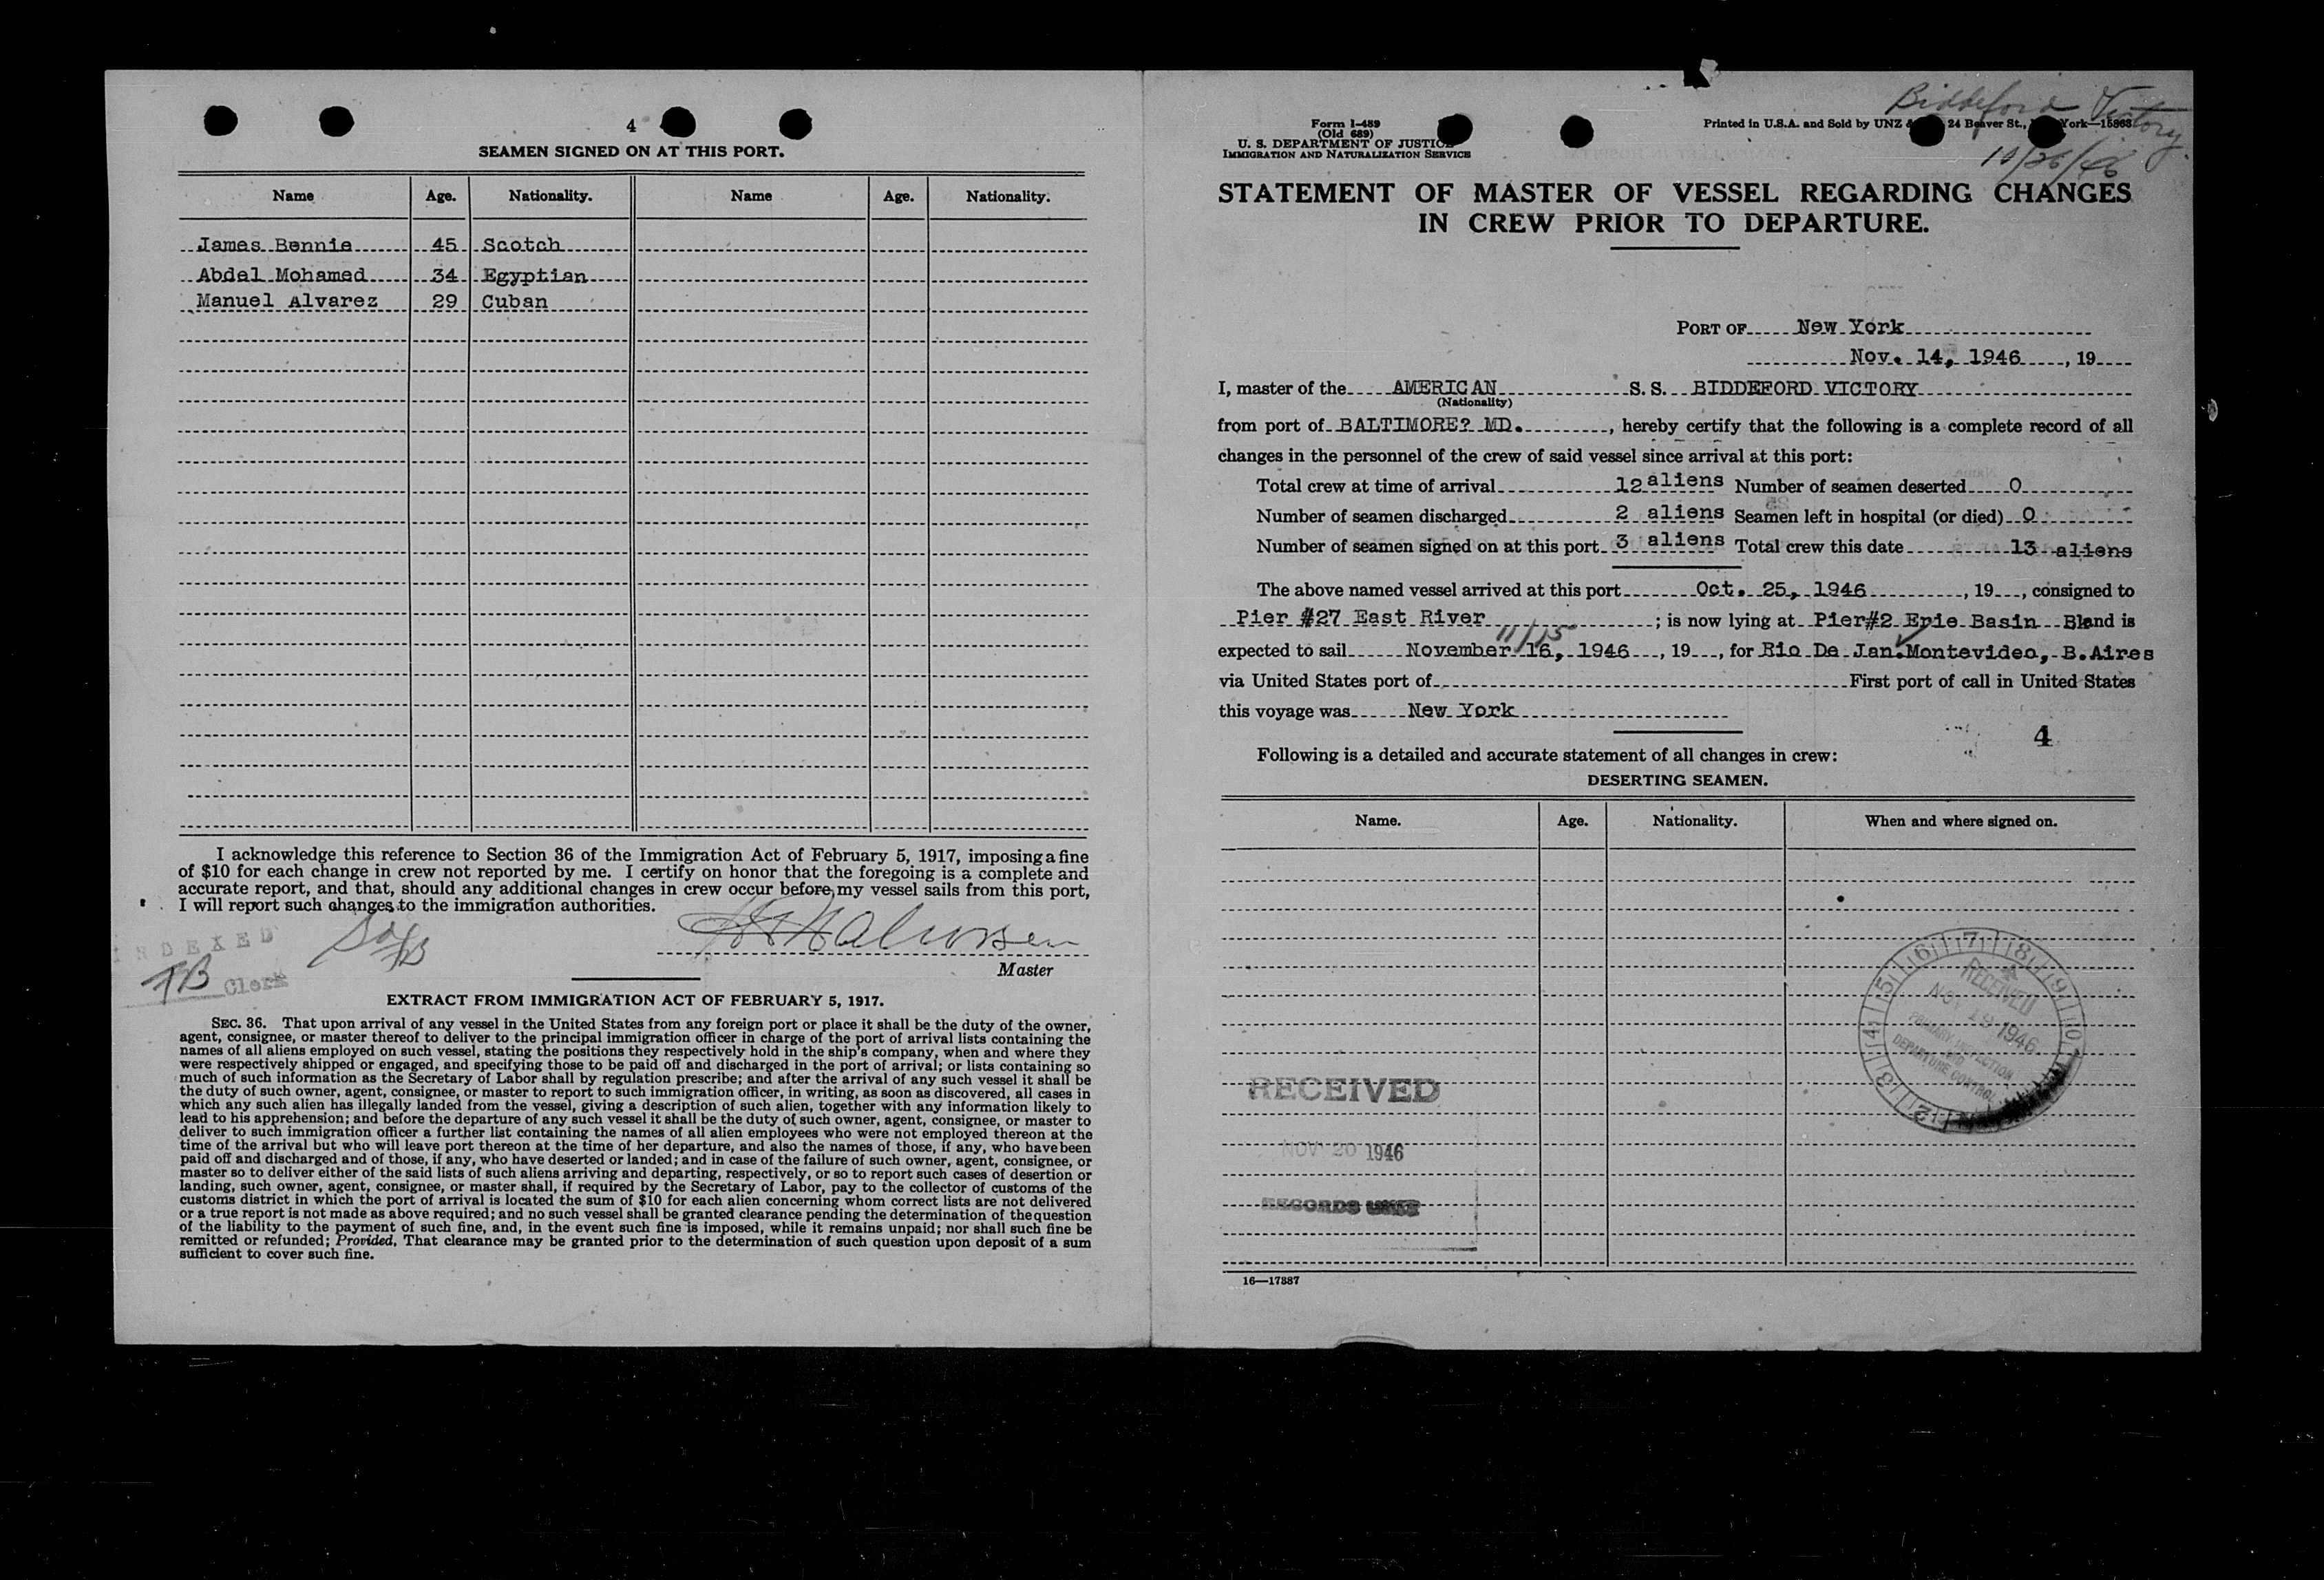 4
SEAMEN SIGNED ON AT THIS PORT.
Name Age. Nationality. Name Age. Nationality.
James Bennie 45 Scotch
Abdel Mohamed 34 Egyptian
Manuel Alvarez 29 Cuban
I acknowledge this reference to Section 36 of the Immigration Act of February 5, 1917, imposing a fine
of $10 for each change in crew not reported by me. I certify on honor that the foregoing is a complete and
accurate report, and that, should any additional changes in crew occur before my vessel sails from this port,
I will report such changes to the immigration authorities.
INDEXED
FB Clerk
Master
EXTRACT FROM IMMIGRATION ACT OF FEBRUARY 5, 1917.
SEC. 36. That upon arrival of any vessel in the United States from any foreign port or place it shall be the duty of the owner,
agent, consignee, or master thereof to deliver to the principal immigration officer in charge of the port of arrival lists containing the
names of all aliens employed on such vessel, stating the positions they respectively hold in the ship's company, when and where they
were respectively shipped or engaged, and specifying those to be paid off and discharged in the port of arrival; or lists containing so
much of such information as the Secretary of Labor shall by regulation prescribe; and after the arrival of any such vessel it shall be
the duty of such owner, agent, consignee, or master to report to such immigration officer, in writing, as soon as discovered, all cases in
which any such alien has illegally landed from the vessel, giving a description of such alien, together with any information likely to
lead to his apprehension; and before the departure of any such vessel it shall be the duty of such owner, agent, consignee, or master to
deliver to such immigration officer a further list containing the names of all alien employees who were not employed thereon at the
time of the arrival but who will leave port thereon at the time of her departure, and also the names of those, if any, who have been
paid off and discharged and of those, if any, who have deserted or landed; and in case of the failure of such owner, agent, consignee, or
master so to deliver either of the said lists of such aliens arriving and departing, respectively, or so to report such cases of desertion or
landing, such owner, agent, consignee, or master shall, if required by the Secretary of Labor, pay to the collector of customs of the
customs district in which the port of arrival is located the sum of $10 for each alien concerning whom correct lists are not delivered
or a true report is not made as above required; and no such vessel shall be granted clearance pending the determination of the question
of the liability to the payment of such fine, and, in the event such fine is imposed, while it remains unpaid; nor shall such fine be
remitted or refunded; Provided, That clearance may be granted prior to the determination of such question upon deposit of a sum
sufficient to cover such fine.
Biddeford Victory
10/26/46
Form I-489
(Old 689)
U. S. DEPARTMENT OF JUSTICE
IMMIGRATION AND NATURALIZATION SERVICE
Printed in U.S.A. and Sold by UNZ & 24 Beaver St., York—15868
STATEMENT OF MASTER OF VESSEL REGARDING CHANGES
IN CREW PRIOR TO DEPARTURE.
PORT OF New York
Nov. 14, 1946, 19
I, master of the AMERICAN S. S. BIDDEFORD VICTORY
(Nationality)
from port of BALTIMORE? MD., hereby certify that the following is a complete record of all
changes in the personnel of the crew of said vessel since arrival at this port:
Total crew at time of arrival 12 aliens Number of seamen deserted 0
Number of seamen discharged 2 aliens Seamen left in hospital (or died) 0
Number of seamen signed on at this port 3 aliens Total crew this date 13 aliens
The above named vessel arrived at this port Oct. 25, 1946, 19, consigned to
Pier #27 East River; is now lying at Pier#2 Erie Basin Bland is
11/15
expected to sail November 16, 1946, 19, for Rio De Jan. Montevideo, B.Aires
via United States port of First port of call in United States
this voyage was New York
4
Following is a detailed and accurate statement of all changes in crew:
DESERTING SEAMEN.
Name. Age. Nationality. When and where signed on.
6 7 8 9 10
RECEIVED
NOV 19 1946
PRIMARY INSPECTION
AND
DEPARTURE CONTROL
5 4 3 2
RECEIVED
NOV 20 1946
RECORDS UNIT
16—17887